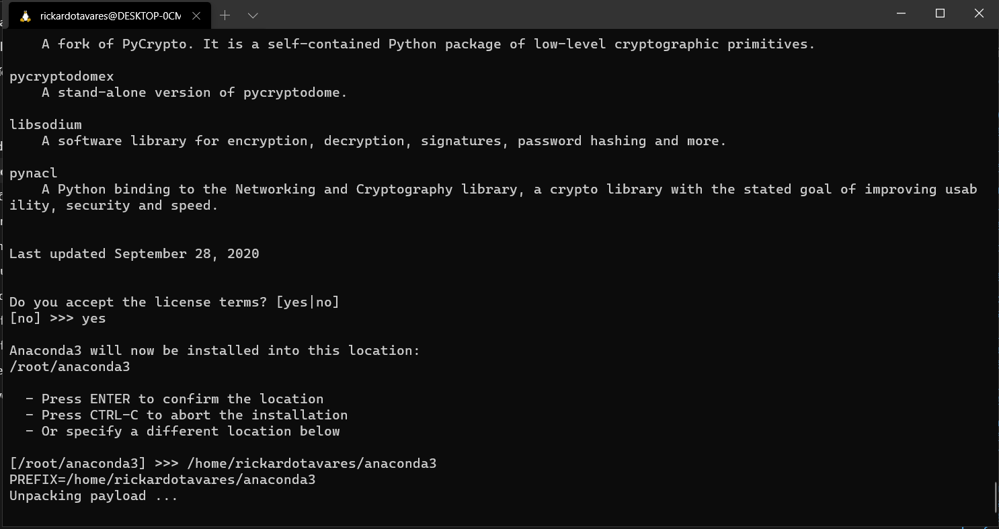 rickardotavares@DESKTOP-0CM
A fork of PyCrypto. It is a self-contained Python package of low-level cryptographic primitives.
pycryptodomex
A stand-alone version of pycryptodome.
libsodium
A software library for encryption, decryption, signatures, password hashing and more.
pynacl
A Python binding to the Networking and Cryptography library, a crypto library with the stated goal of improving usab
ility, security and speed.
Last updated September 28, 2020
Do you accept the license terms? [yes|no]
[no] >>> yes
Anaconda3 will now be installed into this location:
/root/anaconda3
- Press ENTER to confirm the location
- Press CTRL-C to abort the installation
- Or specify a different location below
[/root/anaconda3] >>> /home/rickardotavares/anaconda3
PREFIX=/home/rickardotavares/anaconda3
Unpacking payload ...